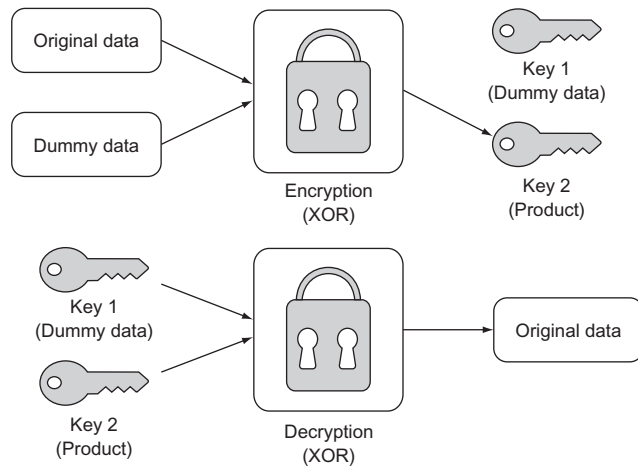 Original data
Dummy data
Encryption
(XOR)
Key 1
(Dummy data)
Key 2
(Product)
Key 1
(Dummy data)
Key 2
(Product)
Decryption
(XOR)
Original data